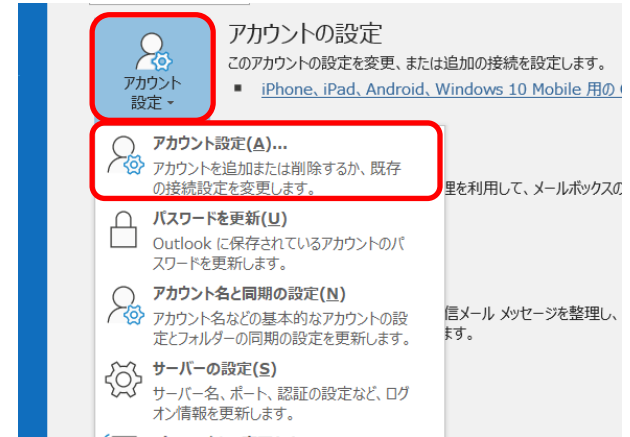 アカウントの設定
このアカウントの設定を変更、または追加の接続を設定します。
アカウント
設定
■ iPhone、iPad、Android、Windows 10 Mobile 用の
アカウント設定(A)...
アカウントを追加または削除するか、既存
の接続設定を変更します。
理を利用して、メールボックスの
パスワードを更新(U)
Outlook に保存されているアカウントのパ
スワードを更新します。
アカウント名と同期の設定(N)
アカウント名などの基本的なアカウントの設
定とフォルダーの同期の設定を更新します。
信メール メッセージを整理し、
ます。
サーバーの設定(S)
サーバー名、ポート、認証の設定など、ログ
オン情報を更新します。